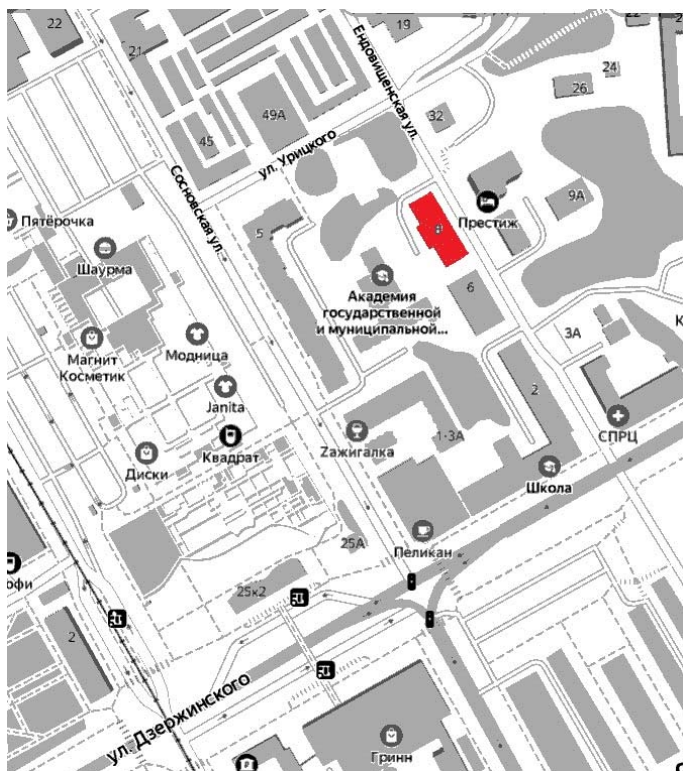 22
21
19
22
24
26
32
49А
45
Ендовищенская ул.
ул. Урицкого
Сосновская ул.
Пятёрочка
Шаурма
5
8
Престиж
9А
6
Академия
государственной
и муниципальной...
3А
К
Магнит
Косметик
Модница
Janita
Квадрат
Диски
Zажигалка
1-3А
2
СПРЦ
Школа
25А
Пеликан
офи
25к2
2
ул. Дзержинского
Гринн